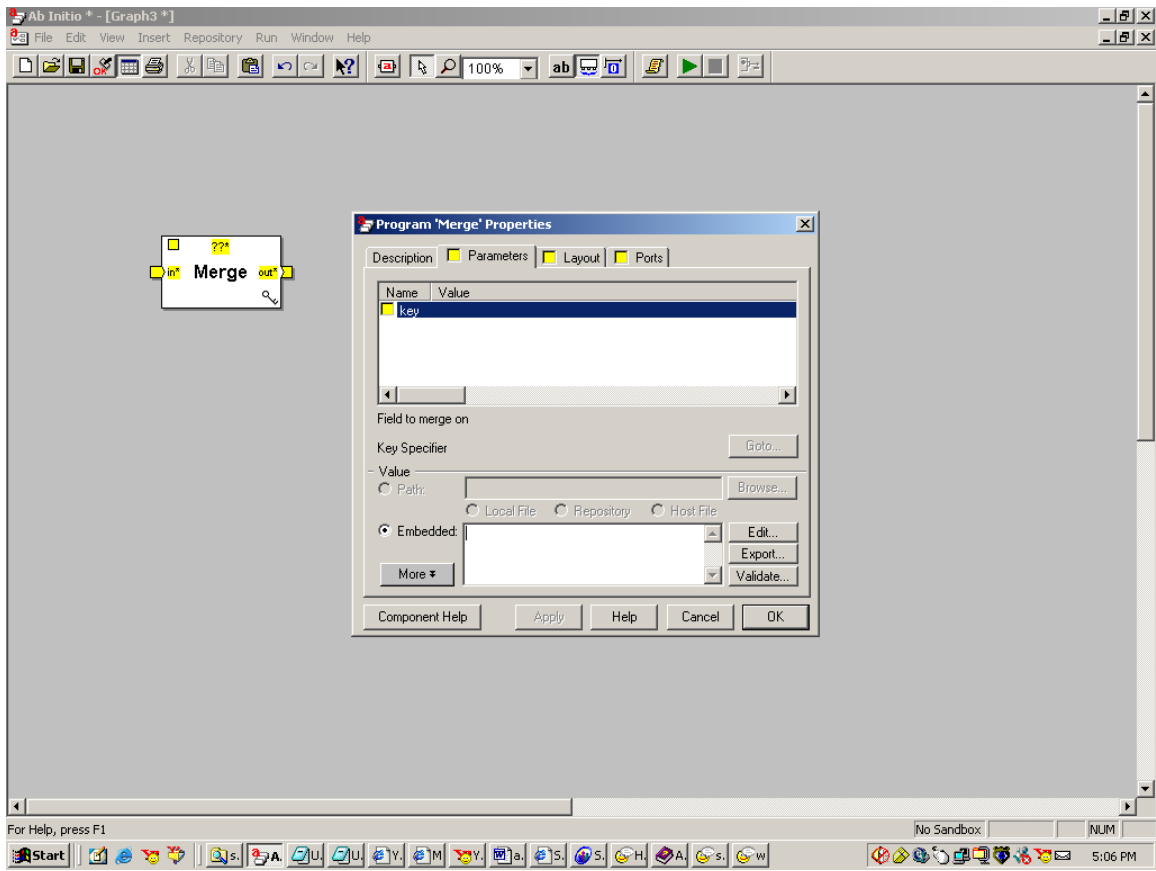 Ab Initio * - [Graph3 *]
File Edit View Insert Repository Run Window Help
100% ab
??*
in* Merge out*
Program 'Merge' Properties
Description Parameters Layout Ports
Name Value
key
Field to merge on
Key Specifier Goto...
Value
Path: Browse...
Local File Repository Host File
Embedded: Edit...
Export...
More Validate...
Component Help Apply Help Cancel OK
For Help, press F1 No Sandbox NUM
Start s. A. U. U. Y. M Y. a. S. S. H. A. s. w 5:06 PM